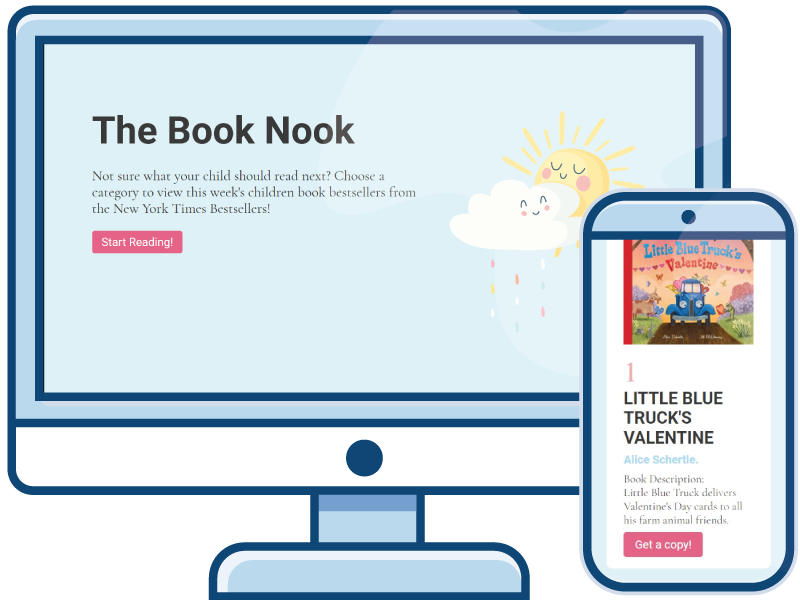 The Book Nook
Not sure what your child should read next? Choose a
category to view this week's children book bestsellers from
the New York Times Bestsellers!
Start Reading!
Little Blue Truck's
Valentine
1
LITTLE BLUE
TRUCK'S
VALENTINE
Alice Schertle.
Book Description:
Little Blue Truck delivers
Valentine's Day cards to all
his farm animal friends.
Get a copy!